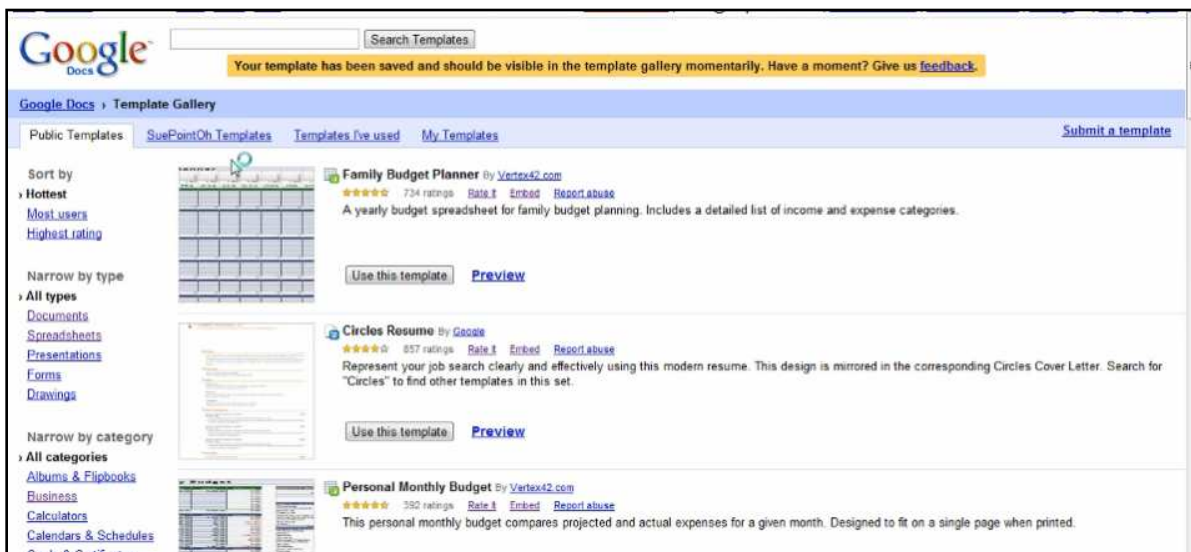 Google
Docs
Search Templates
Your template has been saved and should be visible in the template gallery momentarily. Have a moment? Give us feedback.
Google Docs › Template Gallery
Public Templates
SuePointOh Templates
Templates I've used
My Templates
Submit a template
Sort by
› Hottest
Most users
Highest rating
Narrow by type
› All types
Documents
Spreadsheets
Presentations
Forms
Drawings
Narrow by category
› All categories
Albums & Flipbooks
Business
Calculators
Calendars & Schedules
Family Budget Planner By Vertex42.com
734 ratings Rate it Embed Report abuse
A yearly budget spreadsheet for family budget planning. Includes a detailed list of income and expense categories.
Use this template Preview
Circles Resume By Google
857 ratings Rate it Embed Report abuse
Represent your job search clearly and effectively using this modern resume. This design is mirrored in the corresponding Circles Cover Letter. Search for
"Circles" to find other templates in this set.
Use this template Preview
Personal Monthly Budget By Vertex42.com
392 ratings Rate it Embed Report abuse
This personal monthly budget compares projected and actual expenses for a given month. Designed to fit on a single page when printed.